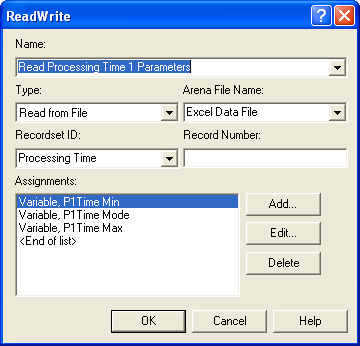 ReadWrite
Name:
Read Processing Time 1 Parameters
Type:
Arena File Name:
Read from File
Excel Data File
Recordset ID:
Record Number:
Processing Time
Assignments:
Variable, P1Time Min
Variable, P1Time Mode
Variable, P1Time Max
<End of list>
Add...
Edit...
Delete
OK
Cancel
Help